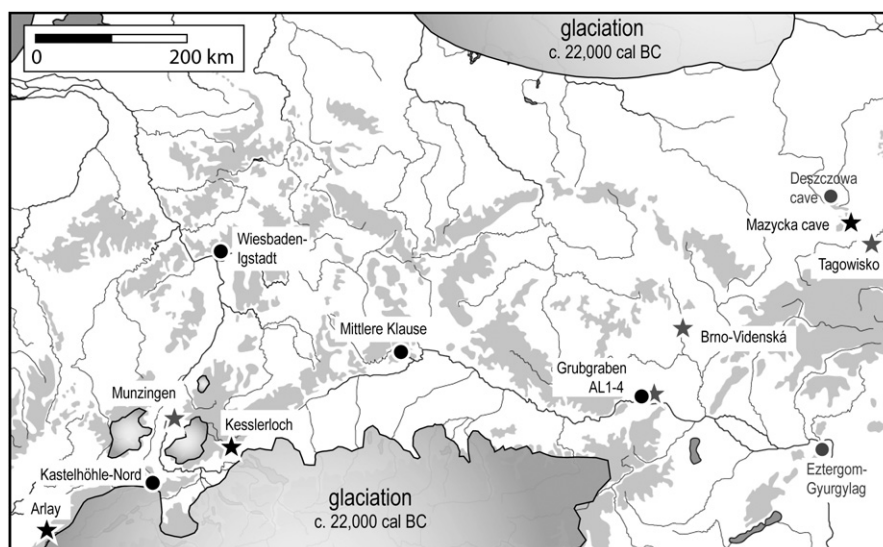 0 200 km
glaciation
c. 22,000 cal BC
Deszczowa
cave
Mazycka cave
Tagowisko
Wiesbaden-
Igstadt
Mittlere Klause
Brno-Videnská
Grubgraben
AL1-4
Munzingen
Kesslerloch
Kastelhöhle-Nord
Eztergom-
Gyurgylag
Arlay
glaciation
c. 22,000 cal BC